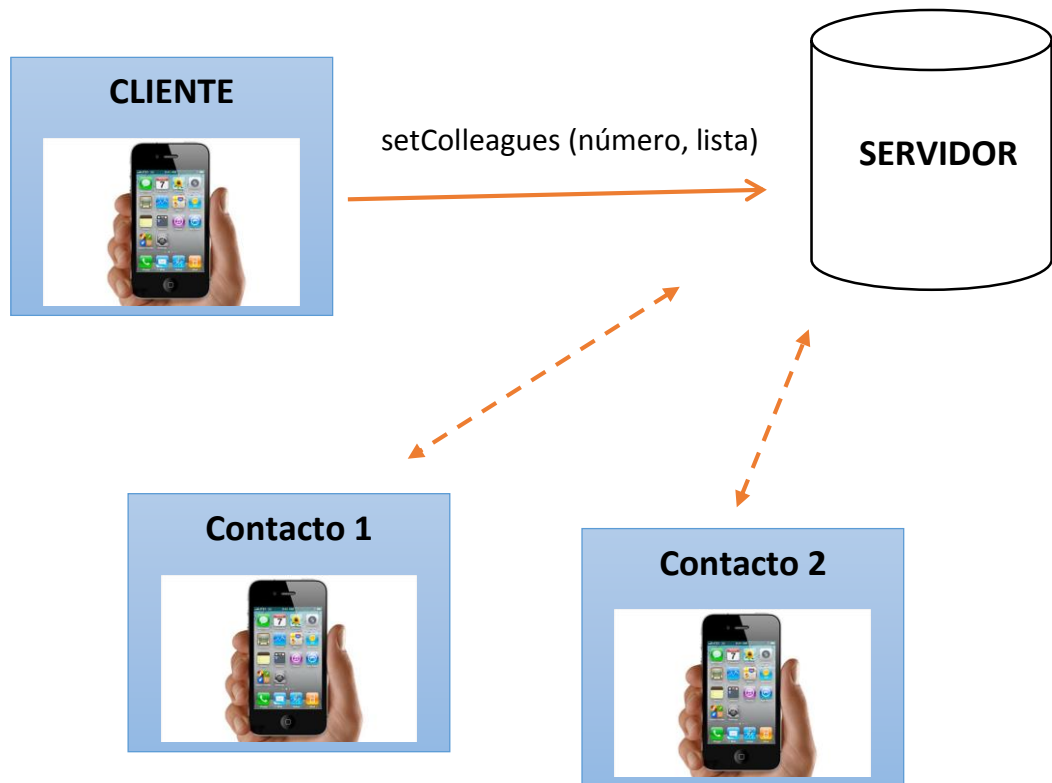 CLIENTE
setColleagues (número, lista)
SERVIDOR
Contacto 1
Contacto 2